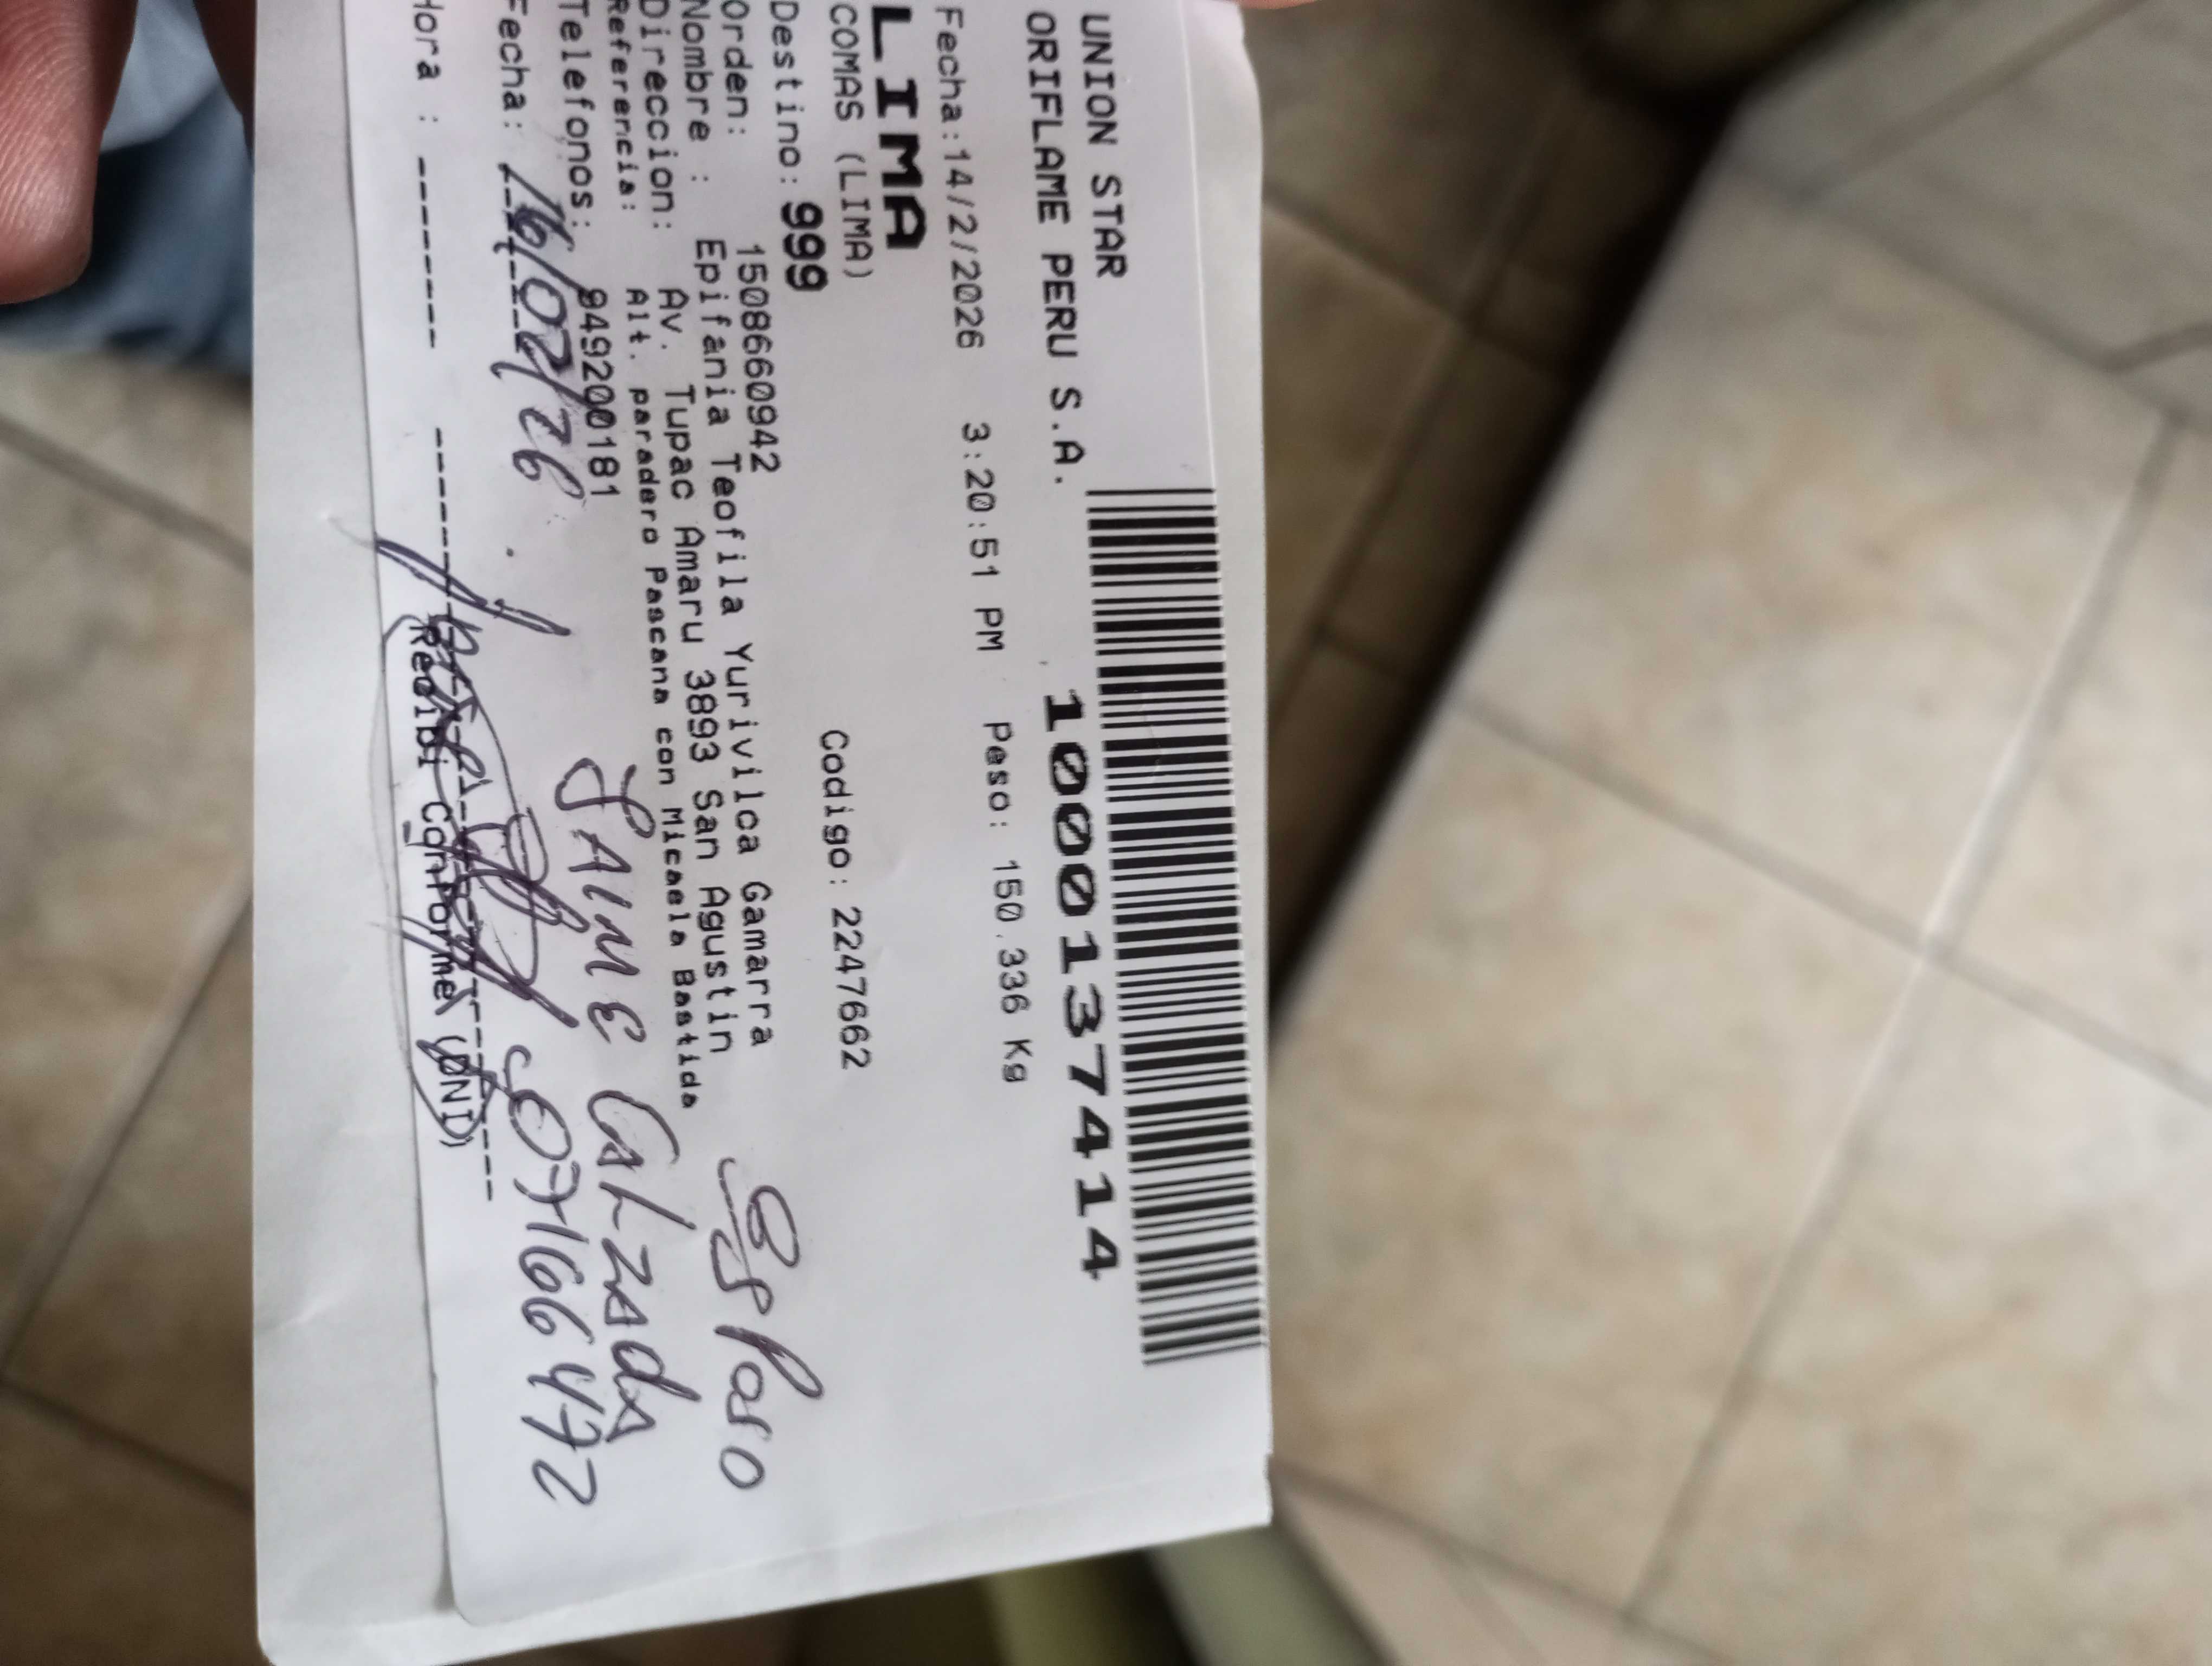 UNION STAR
ORIFLAME PERU S.A.
10001374414
Fecha:14/2/2026 3:20:51 PM Peso: 150.336 Kg
LIMA
COMAS (LIMA) Codigo: 2247662
Destino: 999
Orden: 1508660942
Nombre : Epifania Teofila Yurivilca Gamarra
Direccion: Av. Tupac Amaru 3893 San Agustin
Referencia: Alt. paradero Pascana con Micaela Bastida
Telefonos: 949200181
Esposo
JAIME CALZADA
Fecha: 16/02/26
07166472
Hora :
Recibi Conforme (DNI)